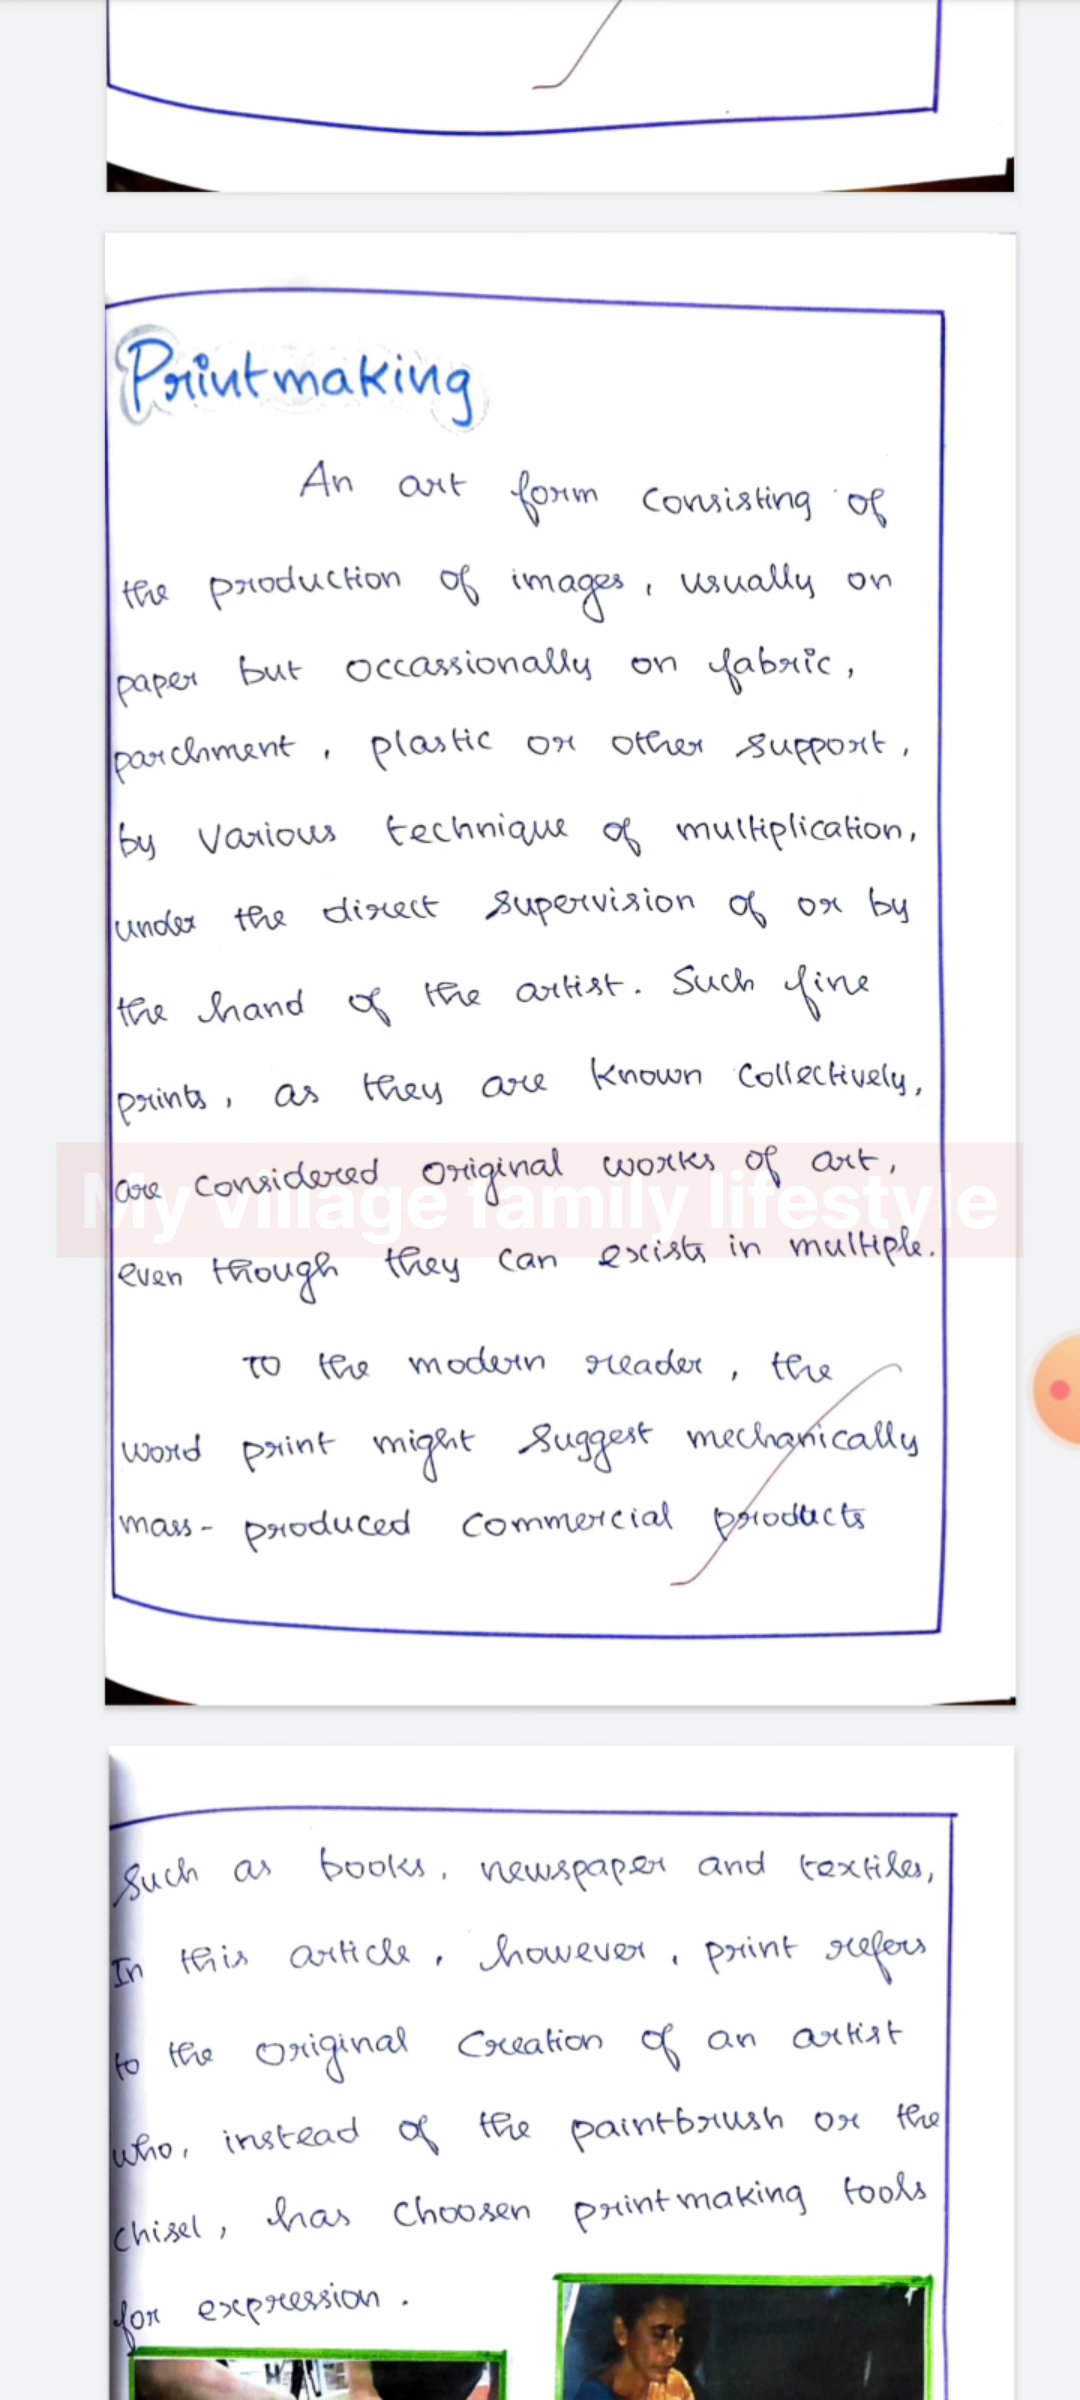 Printmaking
An art form consisting of
the production of images, usually on
paper but occassionally on fabric,
parchment, plastic or other support,
by various technique of multiplication,
under the direct supervision of or by
the hand of the artist. Such fine
prints, as they are known collectively,
are considered original works of art,
My village family lifestyle
even though they can exists in multiple.
To the modern reader, the
word print might suggest mechanically
mass-produced commercial products
Such as books, newspaper and textiles,
In this article, however, print refers
to the original Creation of an artist
who, instead of the paintbrush or the
chisel, has choosen printmaking tools
for expression.